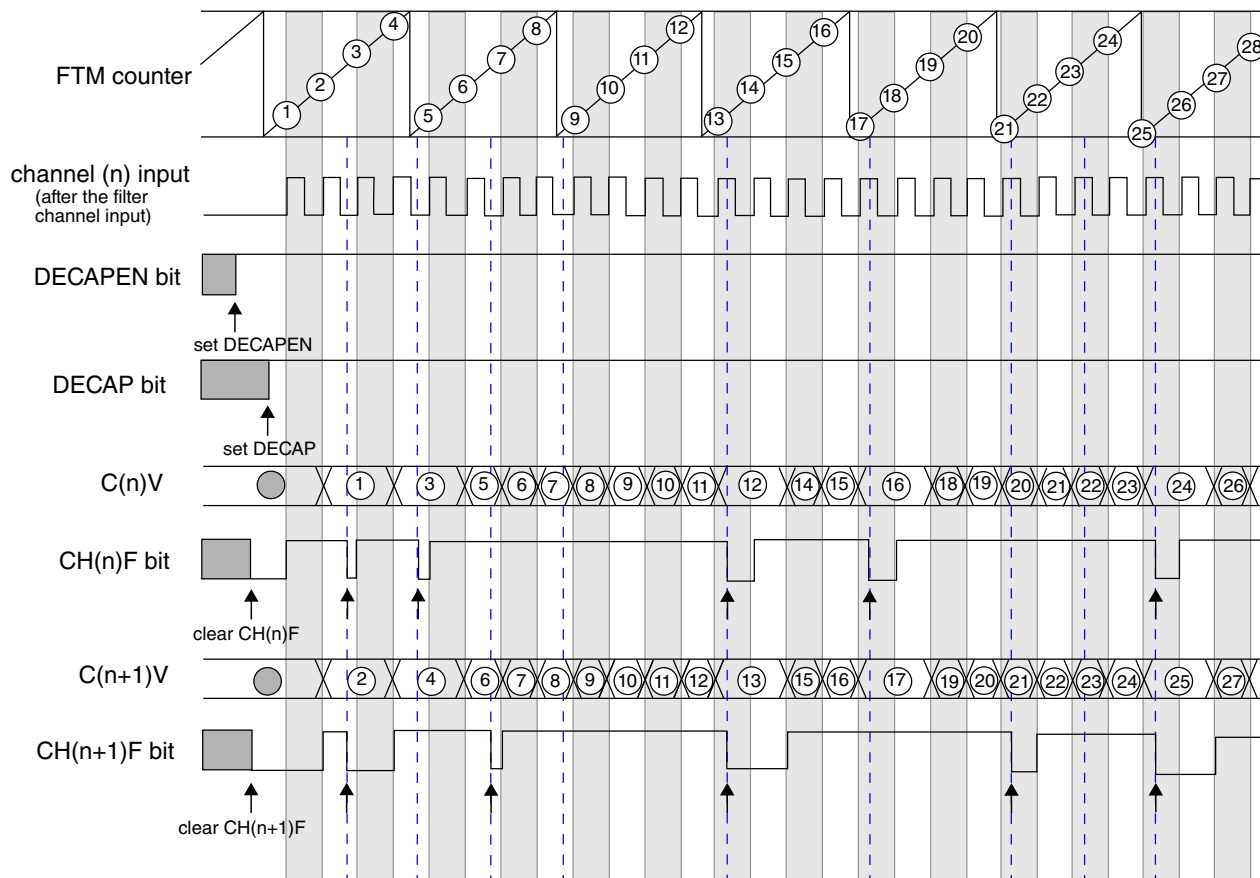 4 8 12 16 20 24 28
3 7 11 15 19 23 27
FTM counter
2 6 10 14 18 22 26
1 5 9 13 17 21 25
channel (n) input
(after the filter
channel input)
DECAPEN bit
set DECAPEN
DECAP bit
set DECAP
C(n)V 1 3 5 6 7 8 9 10 11 12 14 15 16 18 19 20 21 22 23 24 26
CH(n)F bit
clear CH(n)F
C(n+1)V 2 4 6 7 8 9 10 11 12 13 15 16 17 19 20 21 22 23 24 25 27
CH(n+1)F bit
clear CH(n+1)F